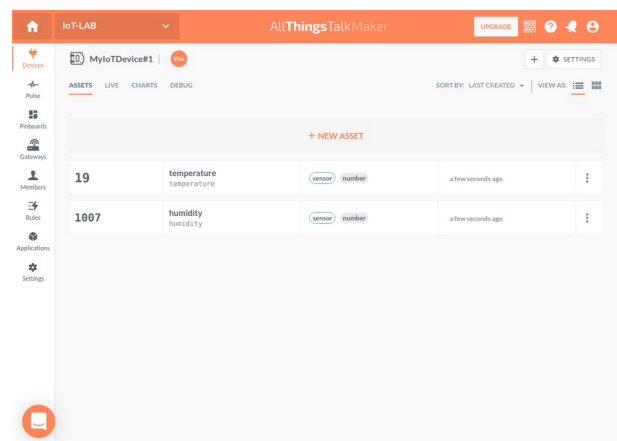 IoT-LAB
AllThingsTalkMaker
UPGRADE
Devices
Pulse
Pinboards
Gateways
Members
Rules
Applications
Settings
MyIoTDevice#1
You
+ SETTINGS
ASSETS LIVE CHARTS DEBUG
SORT BY: LAST CREATED VIEW AS:
+ NEW ASSET
19 temperature sensor number a few seconds ago
temperature
1007 humidity sensor number a few seconds ago
humidity